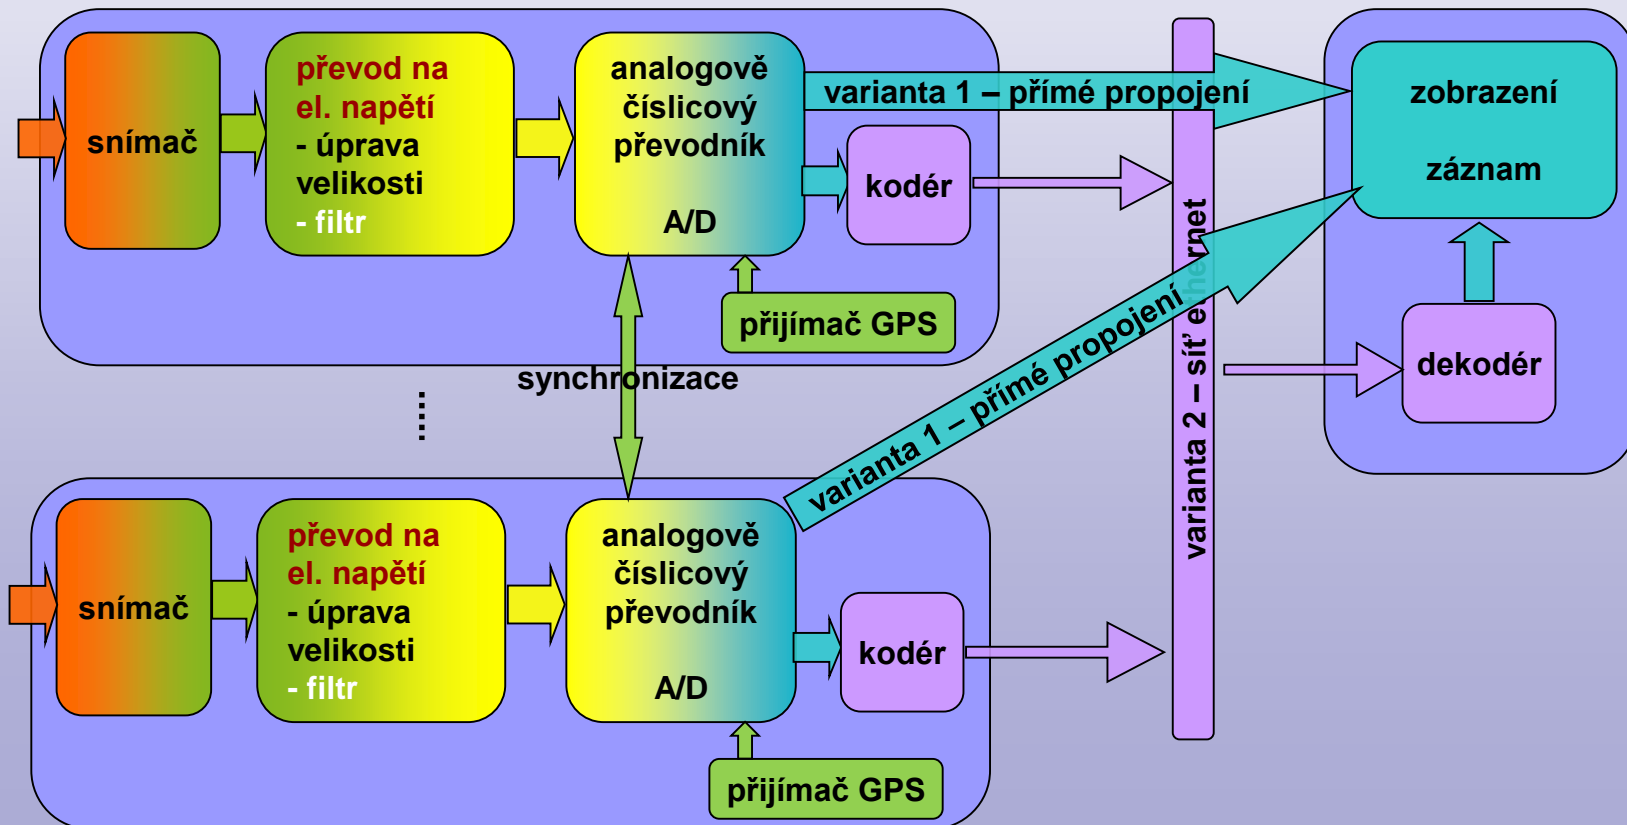 snímač
převod na
el. napětí
- úprava
velikosti
- filtr
analogově
číslicový
převodník
A/D
varianta 1 – přímé propojení
kodér
přijímač GPS
zobrazení
záznam
dekodér
varianta 2 – síť ethernet
synchronizace
.....
varianta 1 – přímé propojení
snímač
převod na
el. napětí
- úprava
velikosti
- filtr
analogově
číslicový
převodník
A/D
kodér
přijímač GPS